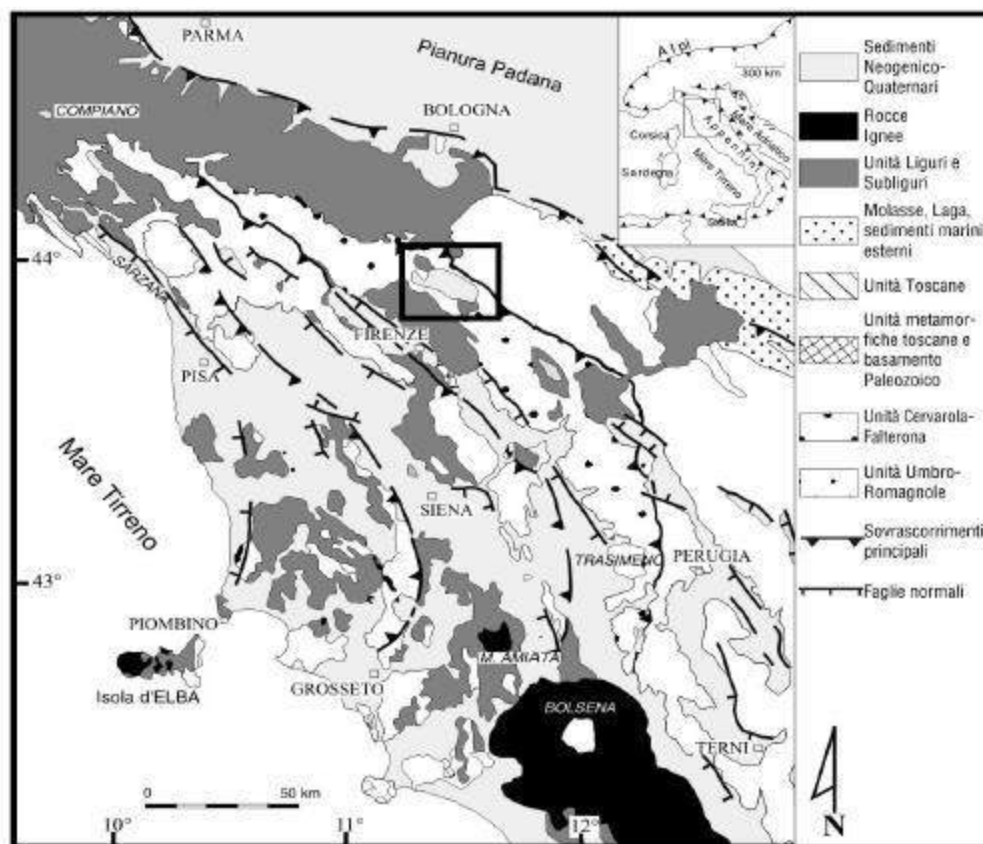 PARMA
Pianura Padana
COMPIANO
BOLOGNA
44°
SARZANA
FIRENZE
PISA
Mare Tirreno
SIENA
TRASIMENO
PERUGIA
43°
PIOMBINO
M. AMIATA
Isola d'ELBA
GROSSETO
BOLSENA
TERNI
0 50 km
10° 11° 12°
Alpi
300 km
Corsica
Appennini
Mare Adriatico
Sardegna
Mare Tirreno
Sedimenti
Neogenico-
Quaternari
Rocce
Ignee
Unità Liguri e
Subliguri
Molasse, Laga,
sedimenti marini
esterni
Unità Toscane
Unità metamor-
fiche toscane e
basamento
Paleozoico
Unità Cervarola-
Falterona
Unità Umbro-
Romagnole
Sovrascorrimenti
principali
Faglie normali
N